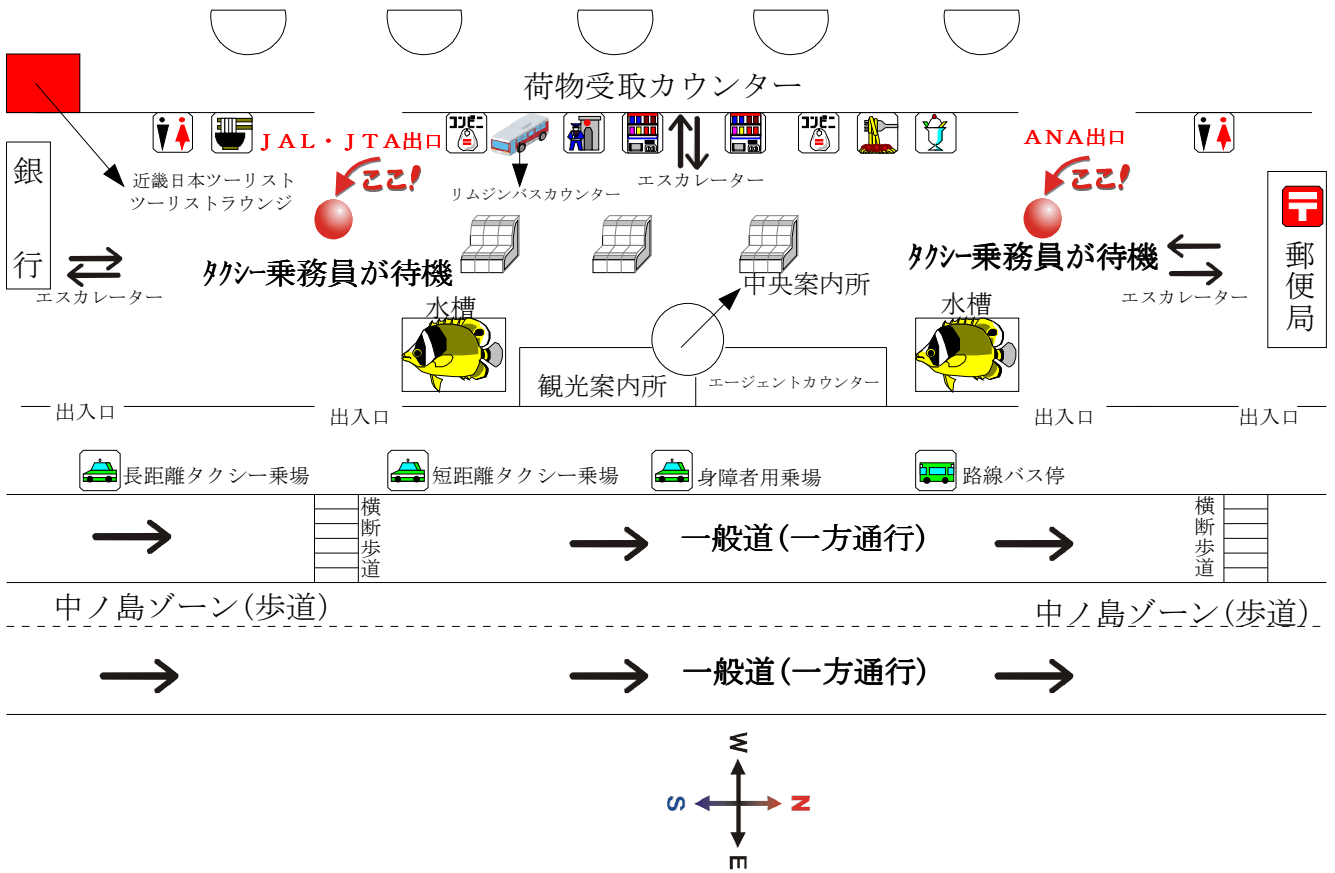 荷物受取カウンター
コンビニ
コンビニ
JAL・JTA出口
ANA出口
ここ!
ここ!
銀行
近畿日本ツーリスト
ツーリストラウンジ
リムジンバスカウンター
エスカレーター
郵便局
タクシー乗務員が待機
タクシー乗務員が待機
エスカレーター
エスカレーター
中央案内所
水槽
水槽
観光案内所
エージェントカウンター
出入口
出入口
出入口
出入口
長距離タクシー乗場
短距離タクシー乗場
身障者用乗場
路線バス停
横断歩道
一般道(一方通行)
横断歩道
中ノ島ゾーン(歩道)
中ノ島ゾーン(歩道)
一般道(一方通行)
W
S
N
E